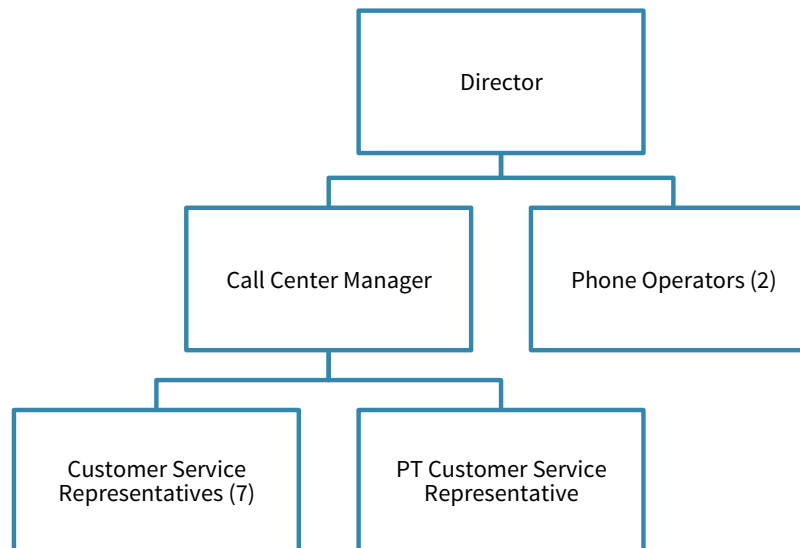 Director
Call Center Manager
Phone Operators (2)
Customer Service
Representatives (7)
PT Customer Service
Representative